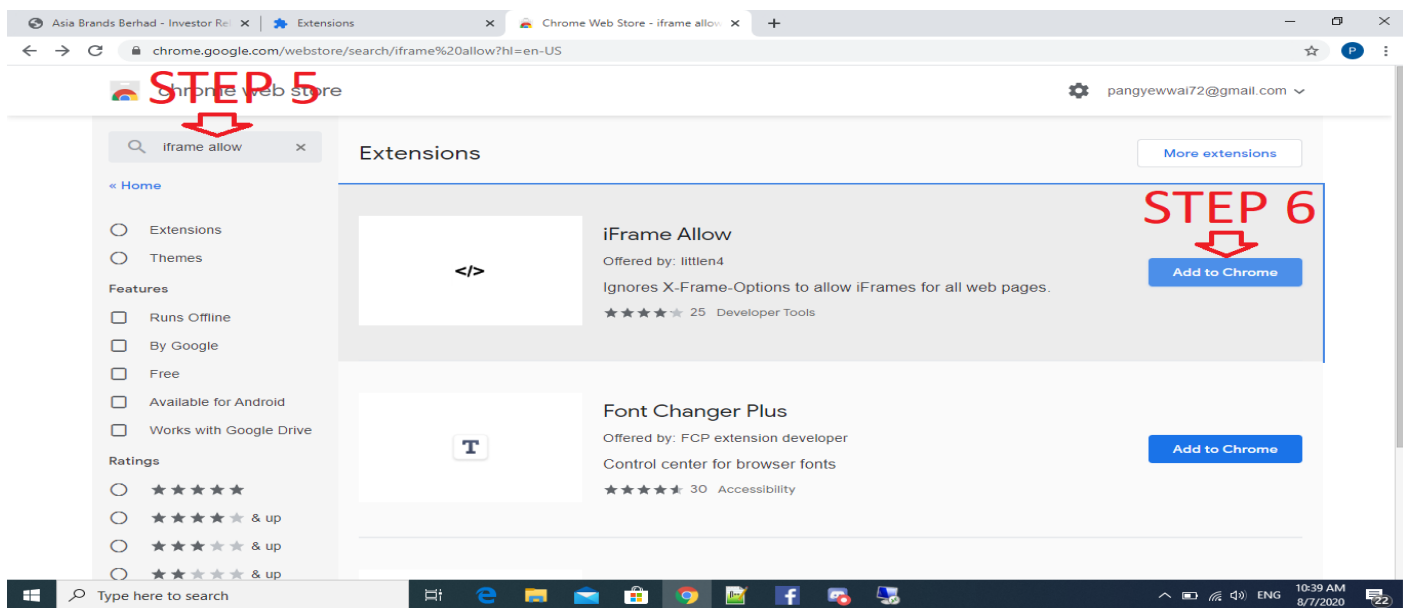 Asia Brands Berhad - Investor Rel
Extensions
Chrome Web Store - iframe allow
chrome.google.com/webstore/search/iframe%20allow?hl=en-US
P
STEP 5
chrome web store
pangyewwai72@gmail.com
iframe allow
Extensions
More extensions
« Home
STEP 6
Extensions
Themes
Features
Runs Offline
By Google
Free
Available for Android
Works with Google Drive
Ratings
& up
& up
& up
iFrame Allow
Offered by: littlen4
Ignores X-Frame-Options to allow iFrames for all web pages.
25 Developer Tools
</>
Add to Chrome
Font Changer Plus
Offered by: FCP extension developer
Control center for browser fonts
30 Accessibility
T
Add to Chrome
Type here to search
ENG
10:39 AM
8/7/2020
22